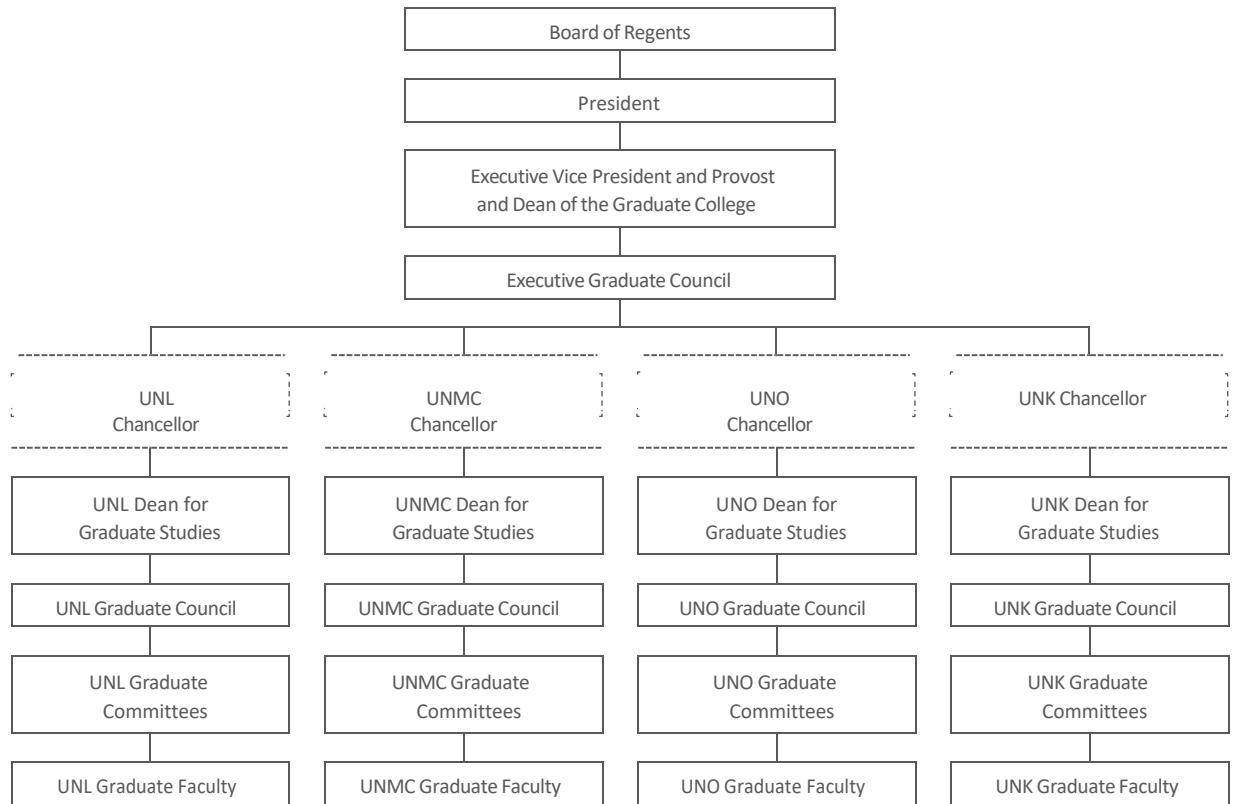 Board of Regents
President
Executive Vice President and Provost
and Dean of the Graduate College
Executive Graduate Council
UNL
Chancellor
UNMC
Chancellor
UNO
Chancellor
UNK Chancellor
UNL Dean for
Graduate Studies
UNMC Dean for
Graduate Studies
UNO Dean for
Graduate Studies
UNK Dean for
Graduate Studies
UNL Graduate Council
UNMC Graduate Council
UNO Graduate Council
UNK Graduate Council
UNL Graduate
Committees
UNMC Graduate
Committees
UNO Graduate
Committees
UNK Graduate
Committees
UNL Graduate Faculty
UNMC Graduate Faculty
UNO Graduate Faculty
UNK Graduate Faculty